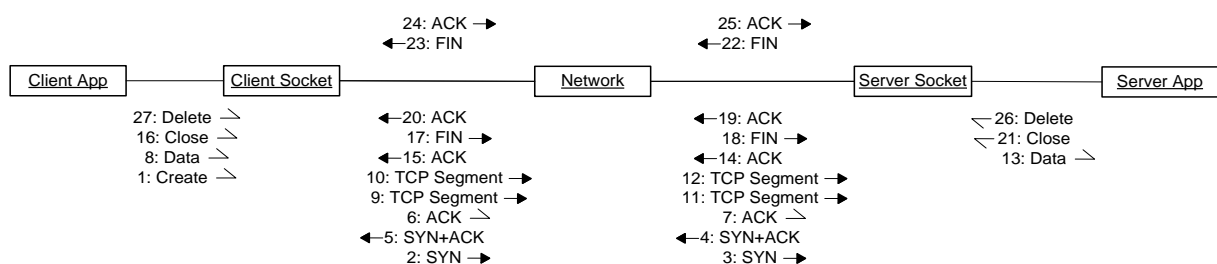 24: ACK
25: ACK
23: FIN
22: FIN
Client App
Client Socket
Network
Server Socket
Server App
27: Delete
16: Close
8: Data
1: Create
20: ACK
17: FIN
15: ACK
10: TCP Segment
9: TCP Segment
6: ACK
5: SYN+ACK
2: SYN
19: ACK
18: FIN
14: ACK
12: TCP Segment
11: TCP Segment
7: ACK
4: SYN+ACK
3: SYN
26: Delete
21: Close
13: Data